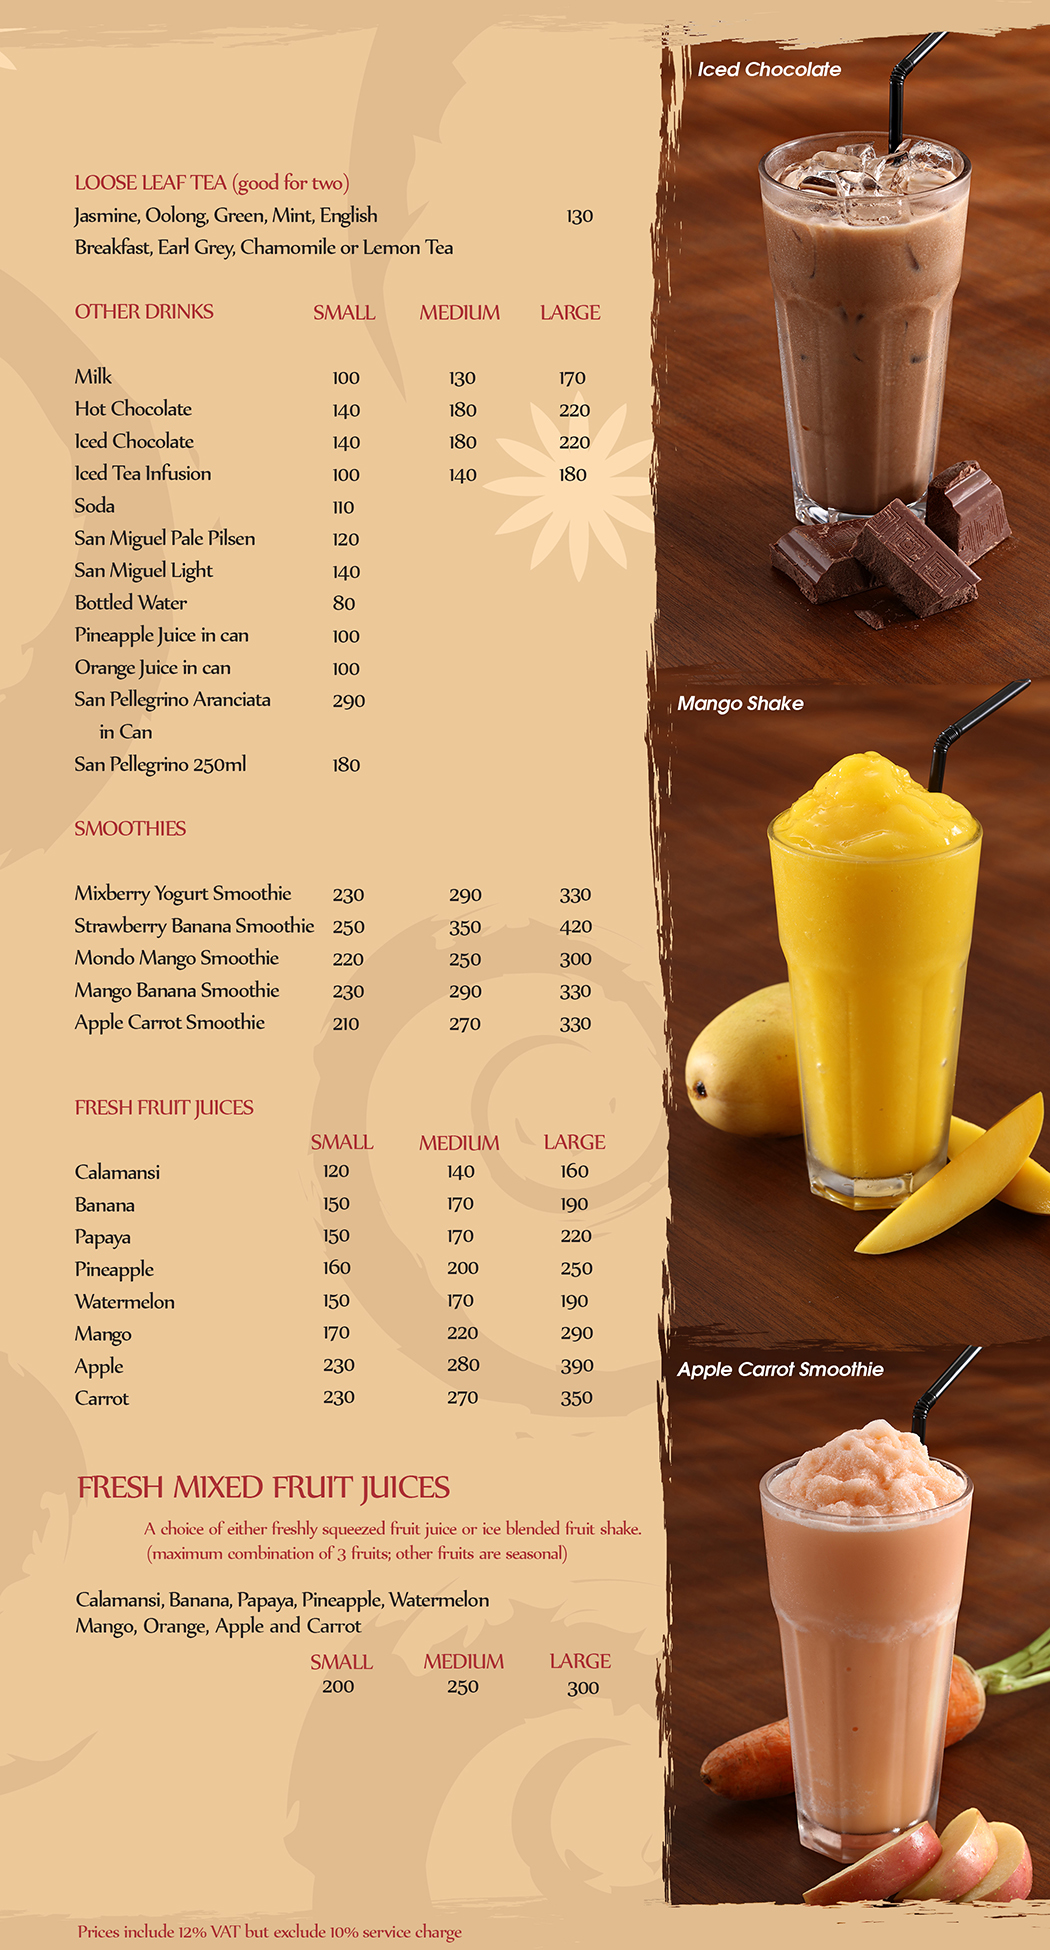 Iced Chocolate
LOOSE LEAF TEA (good for two)
Jasmine, Oolong, Green, Mint, English 130
Breakfast, Earl Grey, Chamomile or Lemon Tea
OTHER DRINKS SMALL MEDIUM LARGE
Milk 100 130 170
Hot Chocolate 140 180 220
Iced Chocolate 140 180 220
Iced Tea Infusion 100 140 180
Soda 110
San Miguel Pale Pilsen 120
San Miguel Light 140
Bottled Water 80
Pineapple Juice in can 100
Orange Juice in can 100
San Pellegrino Aranciata 290
in Can
San Pellegrino 250ml 180
Mango Shake
SMOOTHIES
Mixberry Yogurt Smoothie 230 290 330
Strawberry Banana Smoothie 250 350 420
Mondo Mango Smoothie 220 250 300
Mango Banana Smoothie 230 290 330
Apple Carrot Smoothie 210 270 330
FRESH FRUIT JUICES
SMALL MEDIUM LARGE
Calamansi 120 140 160
Banana 150 170 190
Papaya 150 170 220
Pineapple 160 200 250
Watermelon 150 170 190
Mango 170 220 290
Apple 230 280 390
Carrot 230 270 350
Apple Carrot Smoothie
FRESH MIXED FRUIT JUICES
A choice of either freshly squeezed fruit juice or ice blended fruit shake.
(maximum combination of 3 fruits; other fruits are seasonal)
Calamansi, Banana, Papaya, Pineapple, Watermelon
Mango, Orange, Apple and Carrot
SMALL MEDIUM LARGE
200 250 300
Prices include 12% VAT but exclude 10% service charge